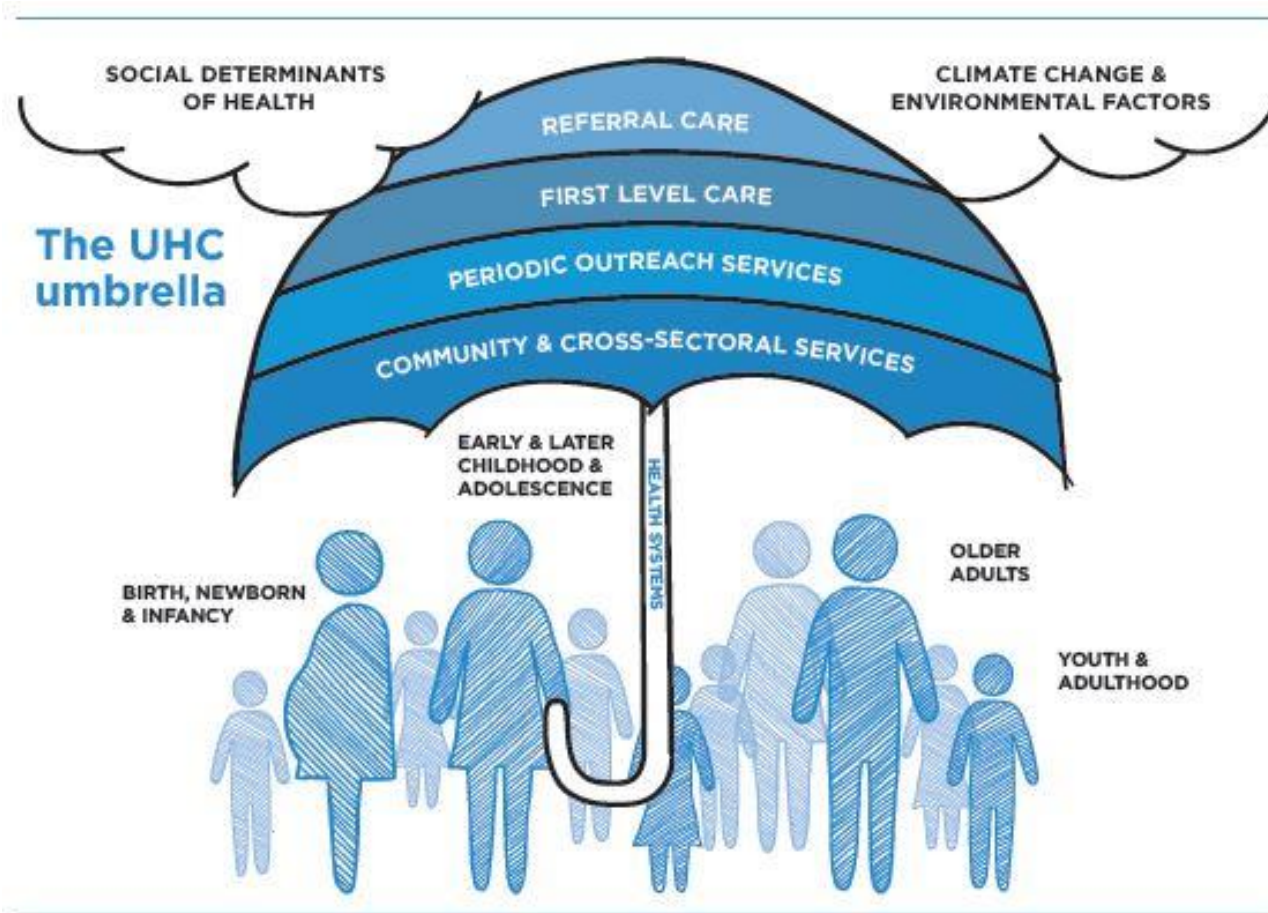 SOCIAL DETERMINANTS
OF HEALTH
CLIMATE CHANGE &
ENVIRONMENTAL FACTORS
REFERRAL CARE
FIRST LEVEL CARE
The UHC
umbrella
PERIODIC OUTREACH SERVICES
COMMUNITY & CROSS-SECTORAL SERVICES
EARLY & LATER
CHILDHOOD &
ADOLESCENCE
HEALTH SYSTEMS
BIRTH, NEWBORN
& INFANCY
OLDER
ADULTS
YOUTH &
ADULTHOOD